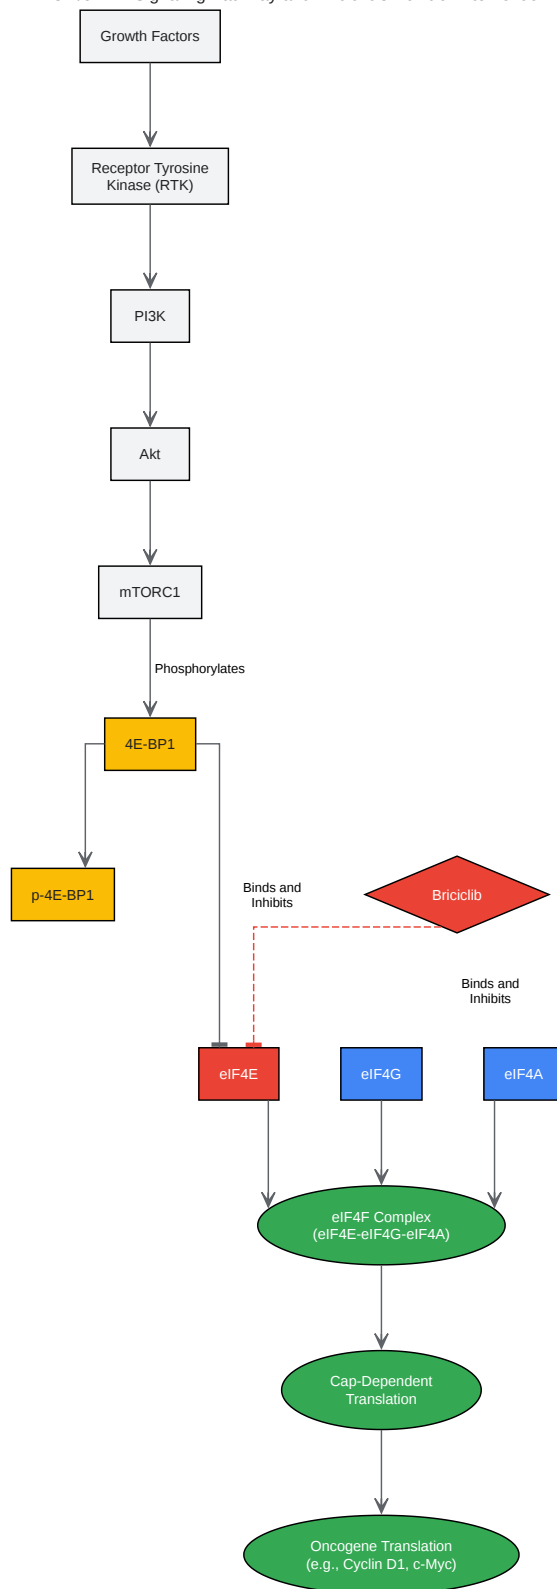 Growth Factors
Receptor Tyrosine
Kinase (RTK)
PI3K
Akt
mTORC1
Phosphorylates
4E-BP1
p-4E-BP1
Binds and
Inhibits
Briciclib
Binds and
Inhibits
eIF4E
eIF4G
eIF4A
eIF4F Complex
(eIF4E-eIF4G-eIF4A)
Cap-Dependent
Translation
Oncogene Translation
(e.g., Cyclin D1, c-Myc)